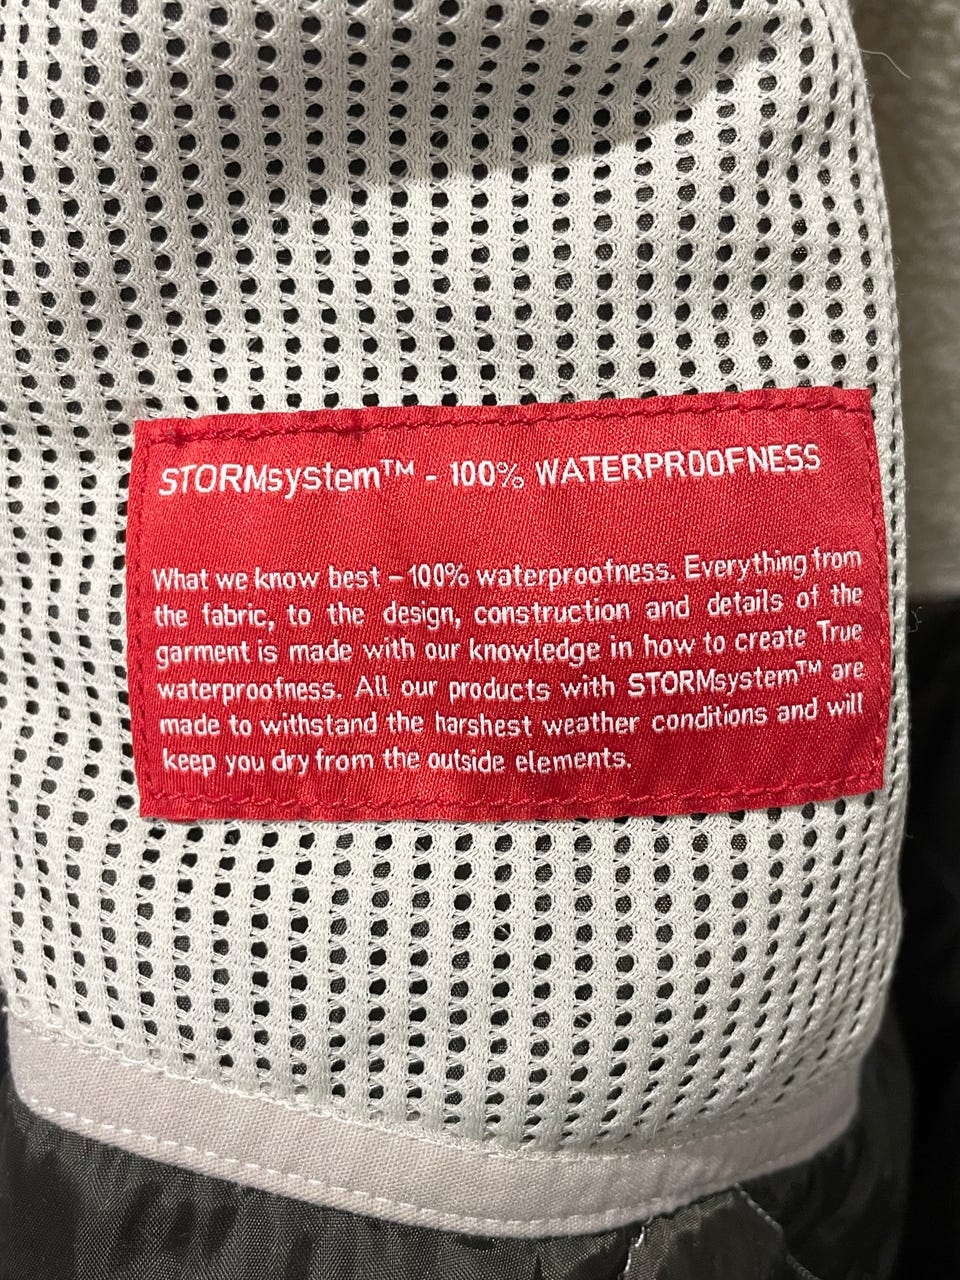 STORMsystem™ - 100% WATERPROOFNESS
What we know best – 100% waterproofness. Everything from
the fabric, to the design, construction and details of the
garment is made with our knowledge in how to create True
waterproofness. All our products with STORMsystem™ are
made to withstand the harshest weather conditions and will
keep you dry from the outside elements.